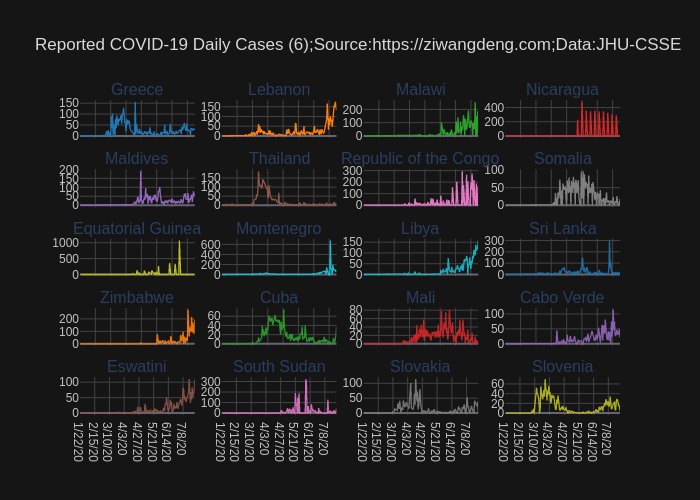 Reported COVID-19 Daily Cases (6);Source:https://ziwangdeng.com;Data:JHU-CSSE
Greece Lebanon Malawi Nicaragua
150 100 50 0
150 100 50 0
200 100 0
400 200 0
Maldives Thailand Republic of the Congo Somalia
200 150 100 50 0
150 100 50 0
300 200 100 0
100 50 0
Equatorial Guinea Montenegro Libya Sri Lanka
1000 500 0
600 400 200 0
150 100 50 0
300 200 100 0
Zimbabwe Cuba Mali Cabo Verde
200 100 0
60 40 20 0
80 60 40 20 0
100 50 0
Eswatini South Sudan Slovakia Slovenia
100 50 0
300 200 100 0
100 50 0
60 40 20 0
1/22/20 2/15/20 3/10/20 4/3/20 4/27/20 5/21/20 6/14/20 7/8/20
1/22/20 2/15/20 3/10/20 4/3/20 4/27/20 5/21/20 6/14/20 7/8/20
1/22/20 2/15/20 3/10/20 4/3/20 4/27/20 5/21/20 6/14/20 7/8/20
1/22/20 2/15/20 3/10/20 4/3/20 4/27/20 5/21/20 6/14/20 7/8/20